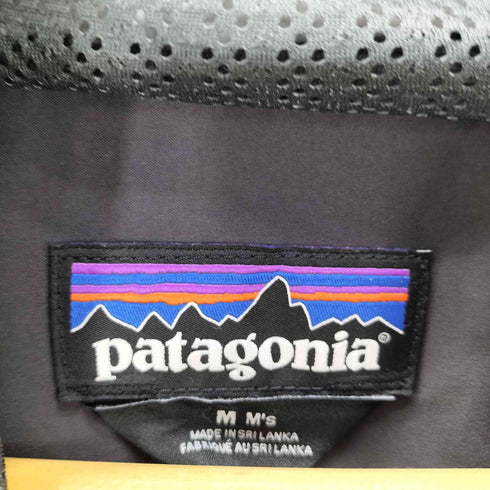 patagonia®
M M's
MADE IN SRI LANKA
FABRIQUÉ AU SRI LANKA